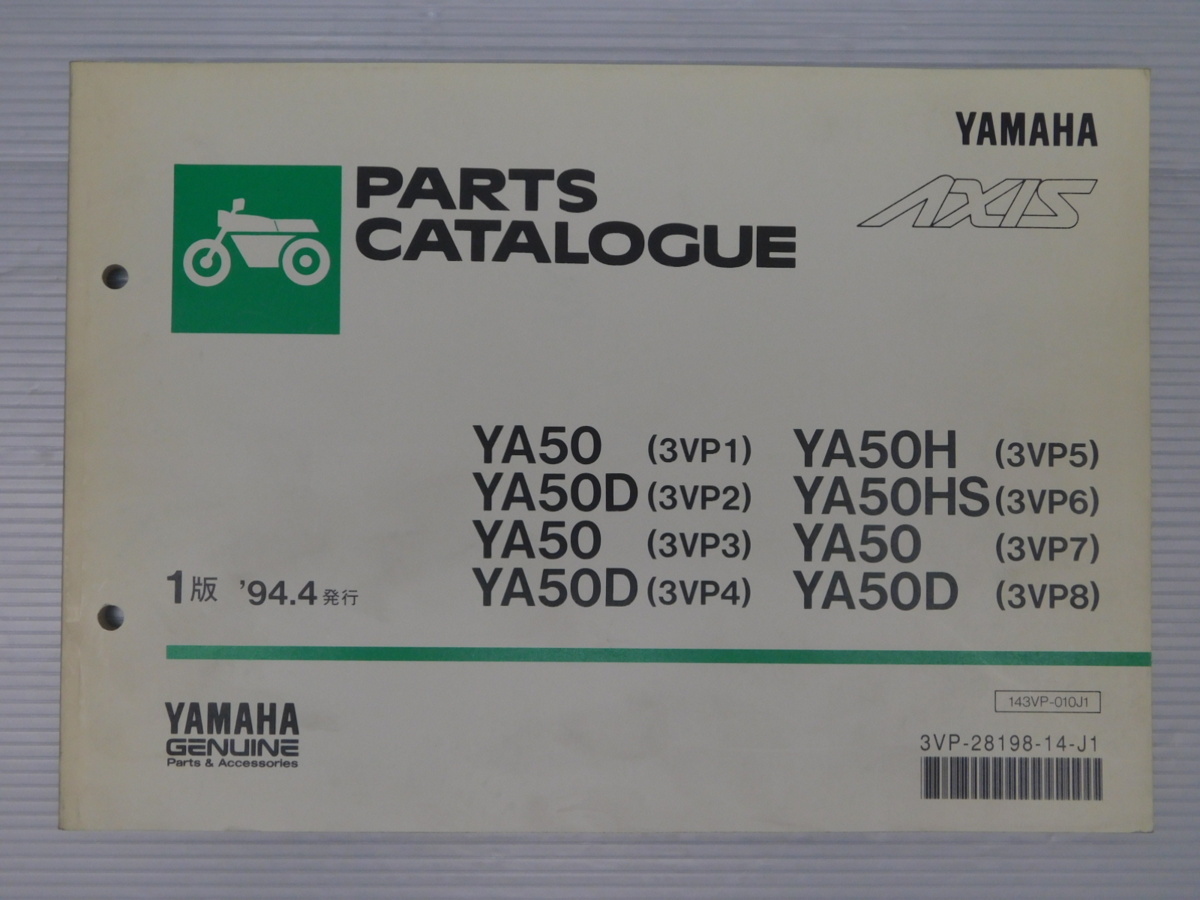 YAMAHA
AXIS
PARTS
CATALOGUE
YA50 (3VP1) YA50H (3VP5)
YA50D (3VP2) YA50HS (3VP6)
YA50 (3VP3) YA50 (3VP7)
YA50D (3VP4) YA50D (3VP8)
1版 '94.4発行
YAMAHA
GENUINE
Parts & Accessories
143VP-010J1
3VP-28198-14-J1